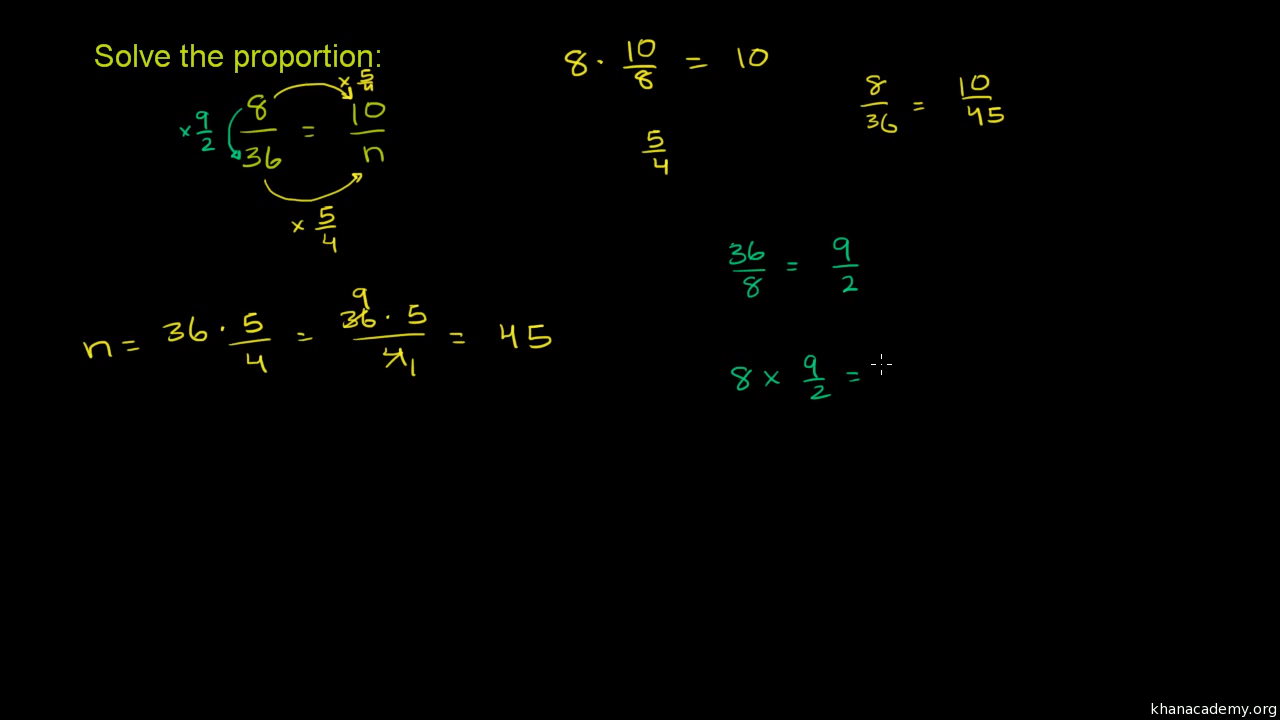 Solve the proportion:
× 5/4
8/36 = 10/n
× 9/2
× 5/4
8 · 10/8 = 10
5/4
8/36 = 10/45
36/8 = 9/2
n = 36 · 5/4 = 36 · 5/4 = 45
9
1
8 × 9/2 =
khanacademy.org